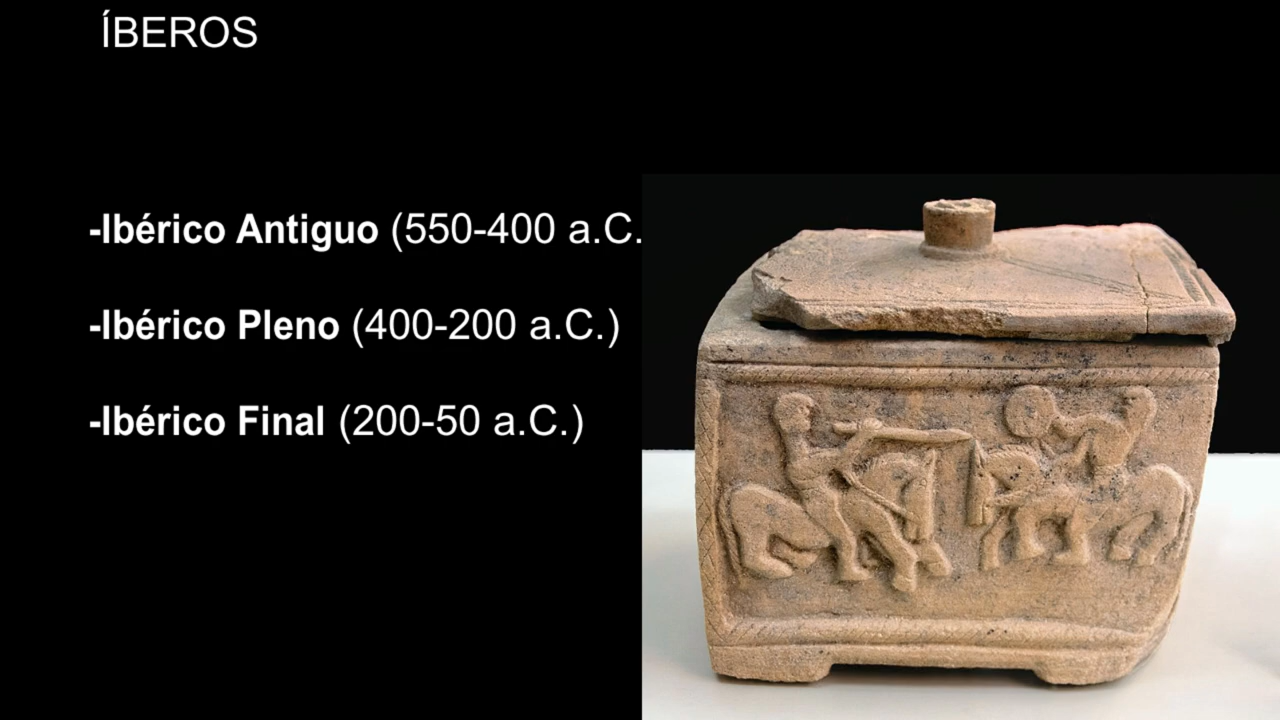 ÍBEROS
-Ibérico Antiguo (550-400 a.C.
-Ibérico Pleno (400-200 a.C.)
-Ibérico Final (200-50 a.C.)